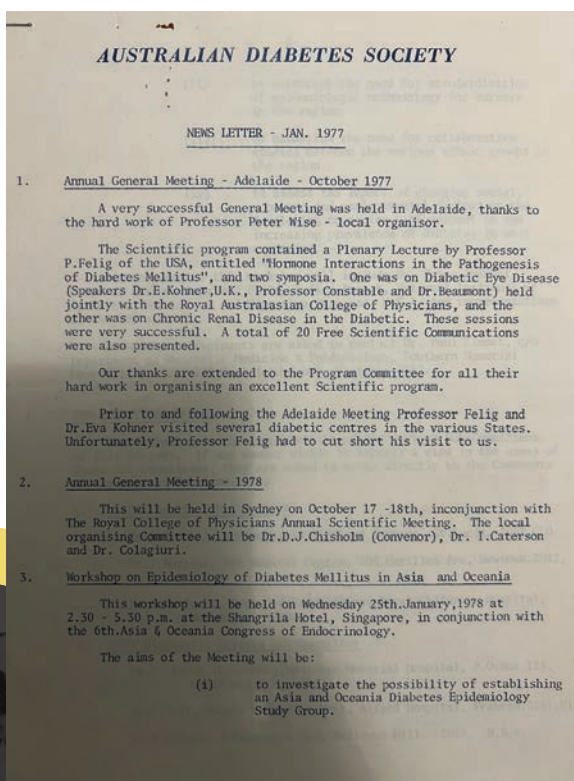 AUSTRALIAN DIABETES SOCIETY
NEWS LETTER - JAN. 1977
1. Annual General Meeting - Adelaide - October 1977
A very successful General Meeting was held in Adelaide, thanks to
the hard work of Professor Peter Wise - local organisor.
The Scientific program contained a Plenary Lecture by Professor
P.Felig of the USA, entitled "Hormone Interactions in the Pathogenesis
of Diabetes Mellitus", and two symposia. One was on Diabetic Eye Disease
(Speakers Dr.E.Kohner,U.K., Professor Constable and Dr.Beaumont) held
jointly with the Royal Australasian College of Physicians, and the
other was on Chronic Renal Disease in the Diabetic. These sessions
were very successful. A total of 20 Free Scientific Communications
were also presented.
Our thanks are extended to the Program Committee for all their
hard work in organising an excellent Scientific program.
Prior to and following the Adelaide Meeting Professor Felig and
Dr.Eva Kohner visited several diabetic centres in the various States.
Unfortunately, Professor Felig had to cut short his visit to us.
2. Annual General Meeting - 1978
This will be held in Sydney on October 17 -18th, inconjunction with
The Royal College of Physicians Annual Scientific Meeting. The local
organising Committee will be Dr.D.J.Chisholm (Convenor), Dr. I.Caterson
and Dr. Colagiuri.
3. Workshop on Epidemiology of Diabetes Mellitus in Asia and Oceania
This workshop will be held on Wednesday 25th.January,1978 at
2.30 - 5.30 p.m. at the Shangrila Hotel, Singapore, in conjunction with
the 6th.Asia & Oceania Congress of Endocrinology.
The aims of the Meeting will be:
(i) to investigate the possibility of establishing
an Asia and Oceania Diabetes Epidemiology
Study Group.